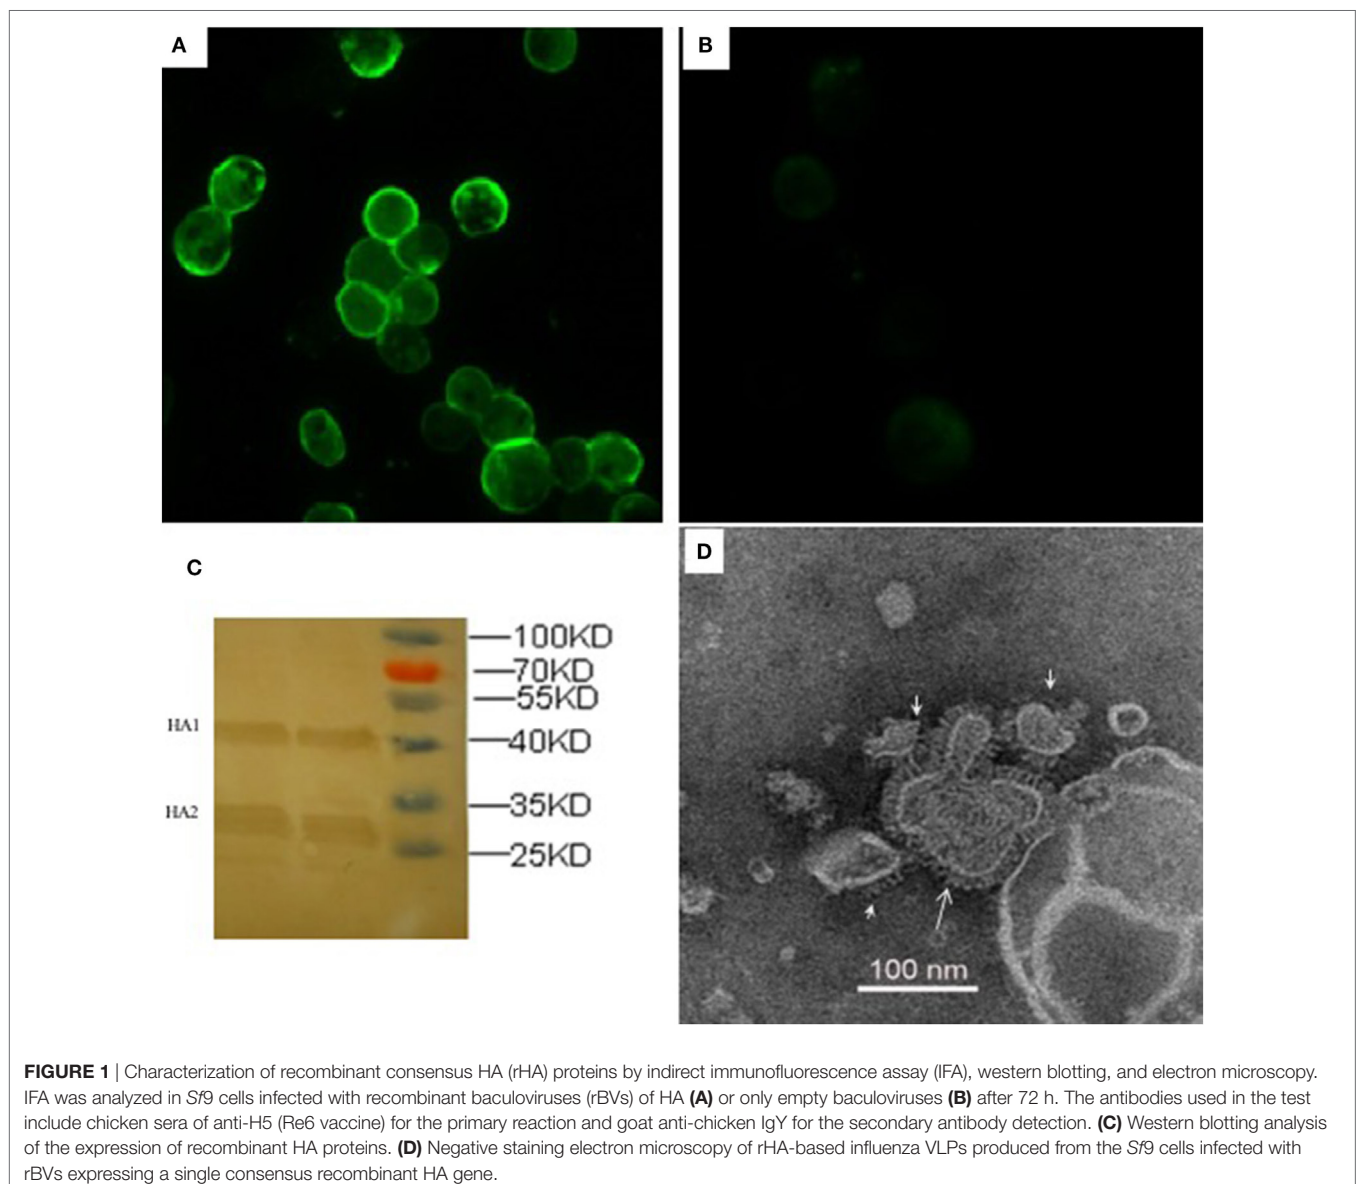 A
B
C
100KD
70KD
55KD
HA1
40KD
35KD
HA2
25KD
D
100 nm
FIGURE 1 | Characterization of recombinant consensus HA (rHA) proteins by indirect immunofluorescence assay (IFA), western blotting, and electron microscopy.
IFA was analyzed in Sf9 cells infected with recombinant baculoviruses (rBVs) of HA (A) or only empty baculoviruses (B) after 72 h. The antibodies used in the test
include chicken sera of anti-H5 (Re6 vaccine) for the primary reaction and goat anti-chicken IgY for the secondary antibody detection. (C) Western blotting analysis
of the expression of recombinant HA proteins. (D) Negative staining electron microscopy of rHA-based influenza VLPs produced from the Sf9 cells infected with
rBVs expressing a single consensus recombinant HA gene.